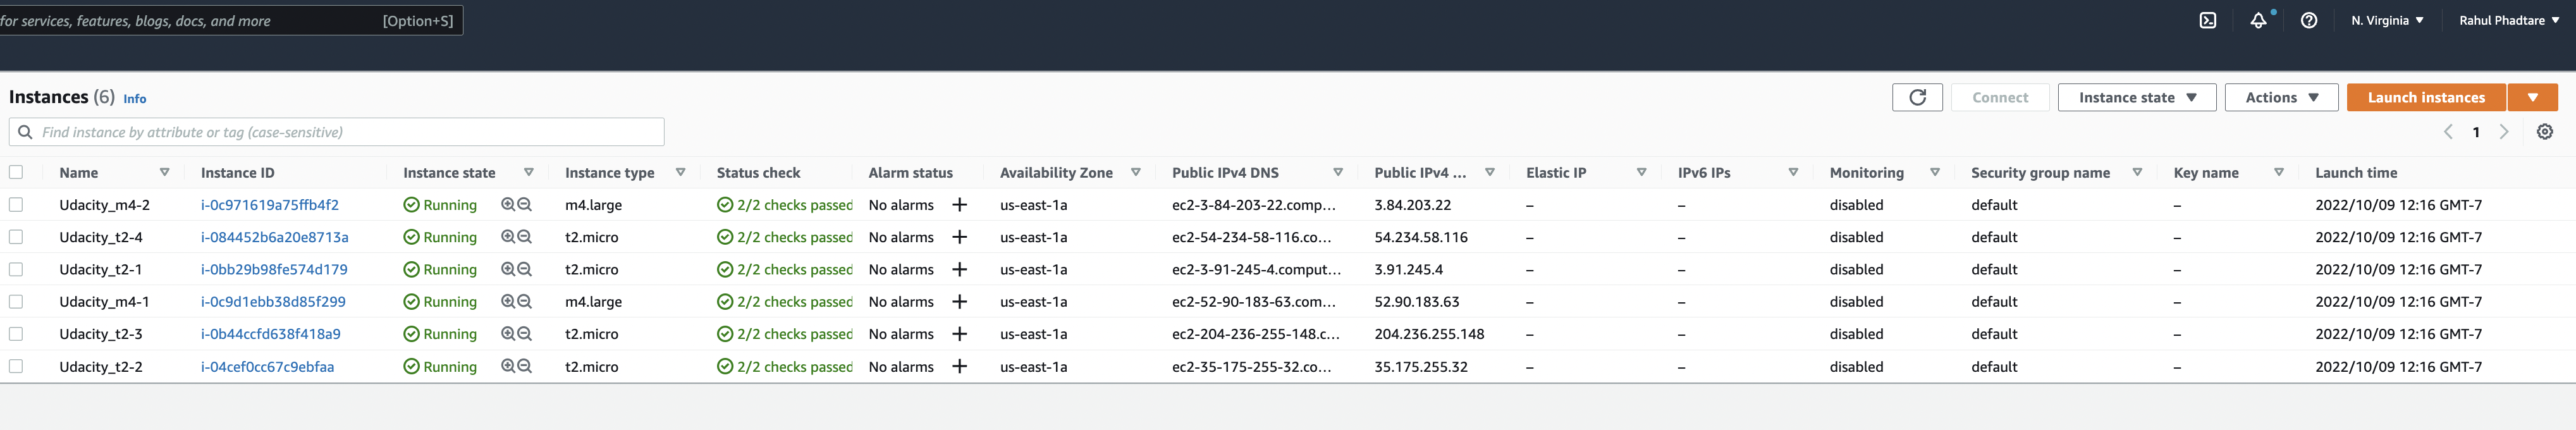 for services, features, blogs, docs, and more [Option+S] N. Virginia Rahul Phadtare
Instances (6) Info Connect Instance state Actions Launch instances
Find instance by attribute or tag (case-sensitive) 1
Name Instance ID Instance state Instance type Status check Alarm status Availability Zone Public IPv4 DNS Public IPv4 ... Elastic IP IPv6 IPs Monitoring Security group name Key name Launch time
Udacity_m4-2 i-0c971619a75ffb4f2 Running m4.large 2/2 checks passed No alarms + us-east-1a ec2-3-84-203-22.comp... 3.84.203.22 – – disabled default – 2022/10/09 12:16 GMT-7
Udacity_t2-4 i-084452b6a20e8713a Running t2.micro 2/2 checks passed No alarms + us-east-1a ec2-54-234-58-116.co... 54.234.58.116 – – disabled default – 2022/10/09 12:16 GMT-7
Udacity_t2-1 i-0bb29b98fe574d179 Running t2.micro 2/2 checks passed No alarms + us-east-1a ec2-3-91-245-4.comput... 3.91.245.4 – – disabled default – 2022/10/09 12:16 GMT-7
Udacity_m4-1 i-0c9d1ebb38d85f299 Running m4.large 2/2 checks passed No alarms + us-east-1a ec2-52-90-183-63.com... 52.90.183.63 – – disabled default – 2022/10/09 12:16 GMT-7
Udacity_t2-3 i-0b44ccfd638f418a9 Running t2.micro 2/2 checks passed No alarms + us-east-1a ec2-204-236-255-148.c... 204.236.255.148 – – disabled default – 2022/10/09 12:16 GMT-7
Udacity_t2-2 i-04cef0cc67c9ebfaa Running t2.micro 2/2 checks passed No alarms + us-east-1a ec2-35-175-255-32.co... 35.175.255.32 – – disabled default – 2022/10/09 12:16 GMT-7